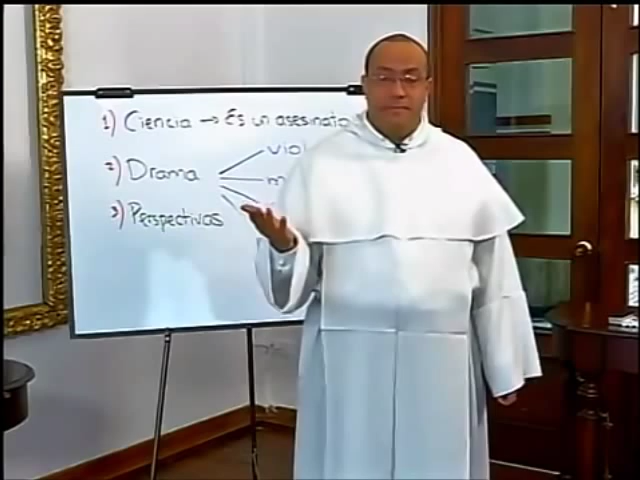 1) Ciencia → Es un asesinato
2) Drama
3) Perspectivas